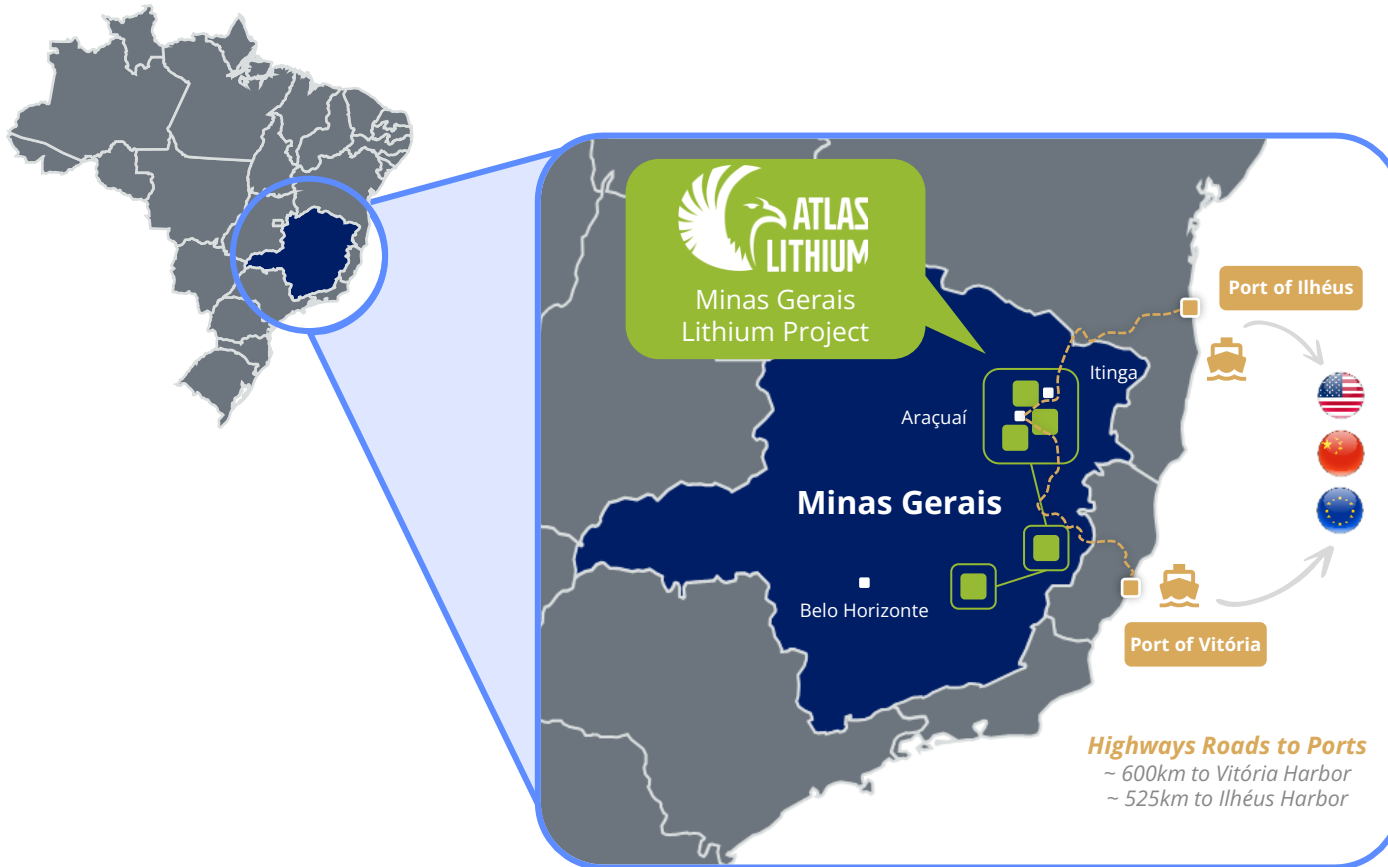 ATLAS
LITHIUM
Minas Gerais
Lithium Project
Port of Ilhéus
Itinga
Araçuaí
Minas Gerais
Belo Horizonte
Port of Vitória
Highways Roads to Ports
~ 600km to Vitória Harbor
~ 525km to Ilhéus Harbor